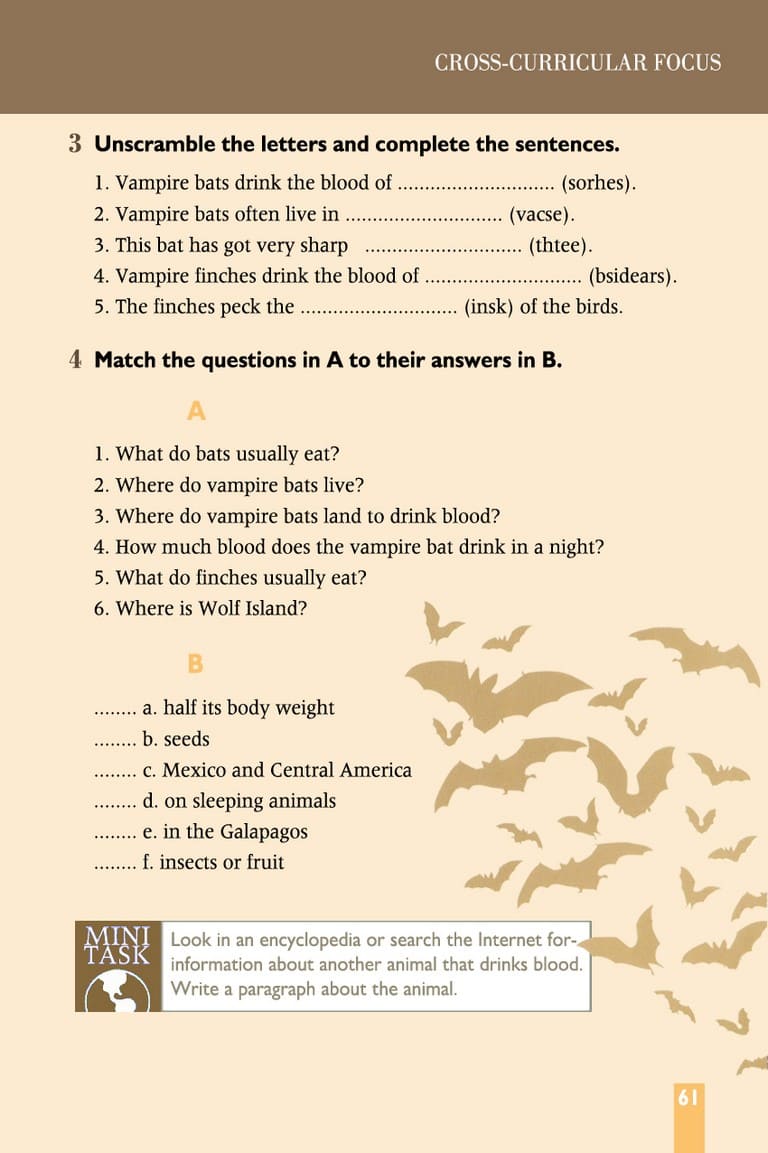 CROSS-CURRICULAR FOCUS
3 Unscramble the letters and complete the sentences.
1. Vampire bats drink the blood of ............................. (sorhes).
2. Vampire bats often live in ............................. (vacse).
3. This bat has got very sharp ............................. (thtee).
4. Vampire finches drink the blood of ............................. (bsidears).
5. The finches peck the ............................. (insk) of the birds.
4 Match the questions in A to their answers in B.
A
1. What do bats usually eat?
2. Where do vampire bats live?
3. Where do vampire bats land to drink blood?
4. How much blood does the vampire bat drink in a night?
5. What do finches usually eat?
6. Where is Wolf Island?
B
........ a. half its body weight
........ b. seeds
........ c. Mexico and Central America
........ d. on sleeping animals
........ e. in the Galapagos
........ f. insects or fruit
MINI
TASK
Look in an encyclopedia or search the Internet for-
information about another animal that drinks blood.
Write a paragraph about the animal.
61